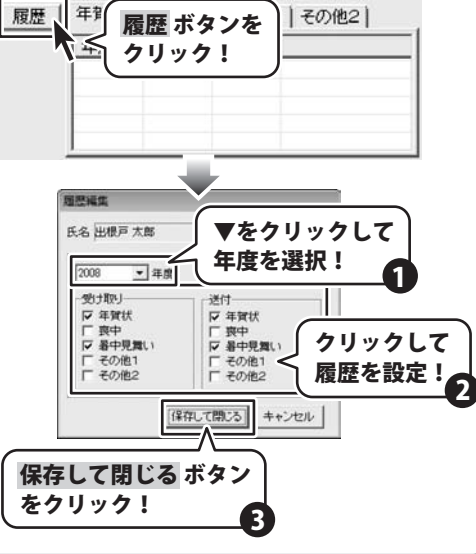 履歴
年賀
その他2
履歴 ボタンを
クリック！
履歴編集
氏名 出根戸 太郎
▼をクリックして
年度を選択！
❶
2008 年度
受け取り
年賀状
喪中
暑中見舞い
その他1
その他2
送付
年賀状
喪中
暑中見舞い
その他1
その他2
クリックして
履歴を設定！
❷
保存して閉じる
キャンセル
保存して閉じる ボタン
をクリック！
❸